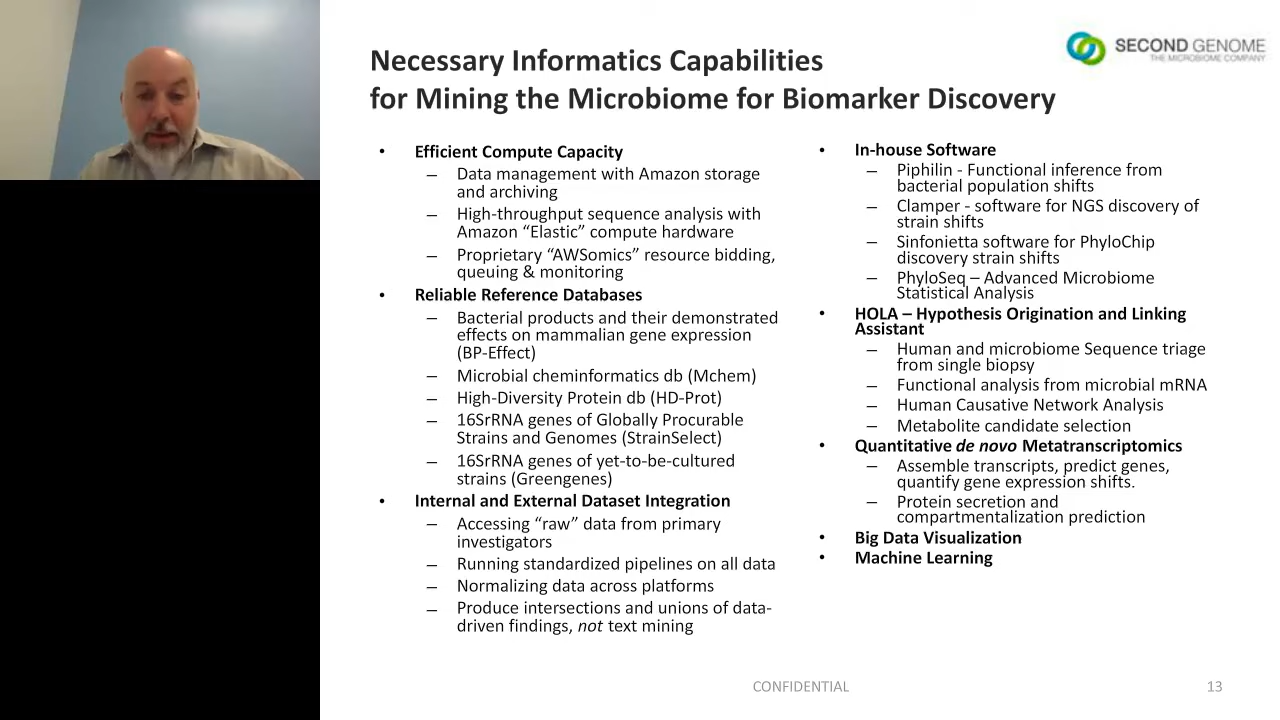 SECOND GENOME
THE MICROBIOME COMPANY
Necessary Informatics Capabilities
for Mining the Microbiome for Biomarker Discovery
• Efficient Compute Capacity
– Data management with Amazon storage
and archiving
– High-throughput sequence analysis with
Amazon “Elastic” compute hardware
– Proprietary “AWSomics” resource bidding,
queuing & monitoring
• Reliable Reference Databases
– Bacterial products and their demonstrated
effects on mammalian gene expression
(BP-Effect)
– Microbial cheminformatics db (Mchem)
– High-Diversity Protein db (HD-Prot)
– 16SrRNA genes of Globally Procurable
Strains and Genomes (StrainSelect)
– 16SrRNA genes of yet-to-be-cultured
strains (Greengenes)
• Internal and External Dataset Integration
– Accessing “raw” data from primary
investigators
– Running standardized pipelines on all data
– Normalizing data across platforms
– Produce intersections and unions of data-
driven findings, not text mining
• In-house Software
– Piphilin - Functional inference from
bacterial population shifts
– Clamper - software for NGS discovery of
strain shifts
– Sinfonietta software for PhyloChip
discovery strain shifts
– PhyloSeq – Advanced Microbiome
Statistical Analysis
• HOLA – Hypothesis Origination and Linking
Assistant
– Human and microbiome Sequence triage
from single biopsy
– Functional analysis from microbial mRNA
– Human Causative Network Analysis
– Metabolite candidate selection
• Quantitative de novo Metatranscriptomics
– Assemble transcripts, predict genes,
quantify gene expression shifts.
– Protein secretion and
compartmentalization prediction
• Big Data Visualization
• Machine Learning
CONFIDENTIAL
13